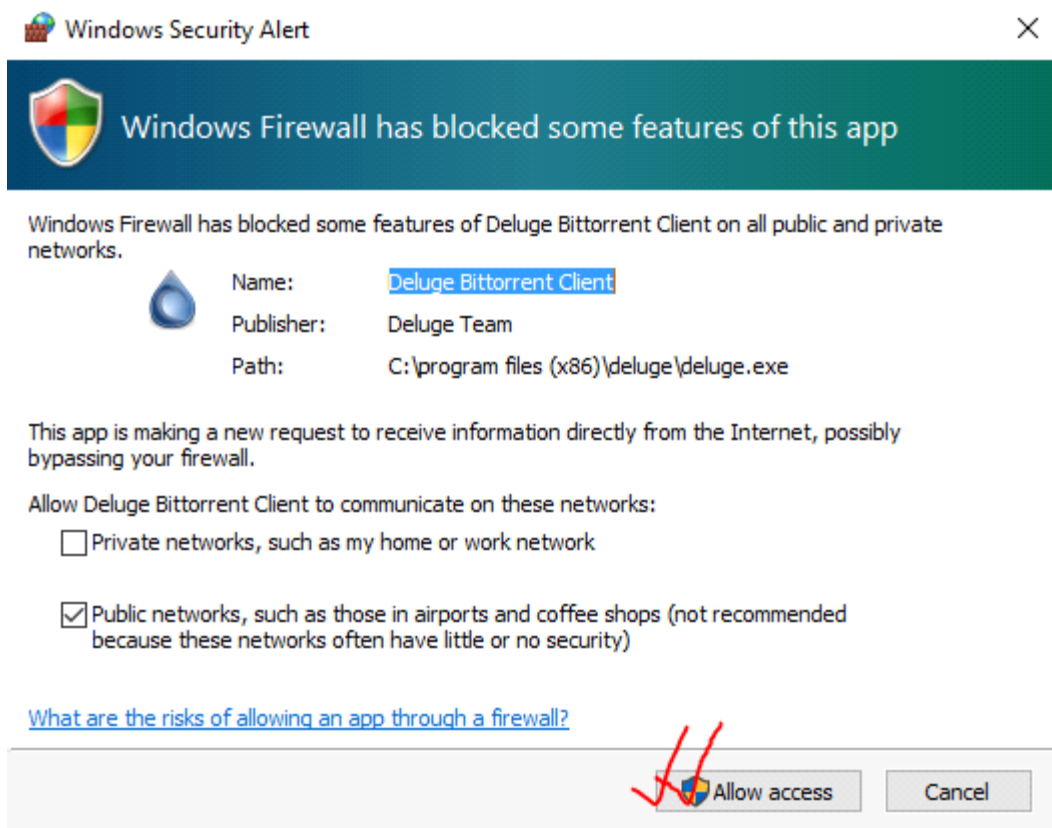 Windows Security Alert
Windows Firewall has blocked some features of this app
Windows Firewall has blocked some features of Deluge Bittorrent Client on all public and private
networks.
Name: Deluge Bittorrent Client
Publisher: Deluge Team
Path: C:\program files (x86)\deluge\deluge.exe
This app is making a new request to receive information directly from the Internet, possibly
bypassing your firewall.
Allow Deluge Bittorrent Client to communicate on these networks:
Private networks, such as my home or work network
Public networks, such as those in airports and coffee shops (not recommended
because these networks often have little or no security)
What are the risks of allowing an app through a firewall?
Allow access Cancel